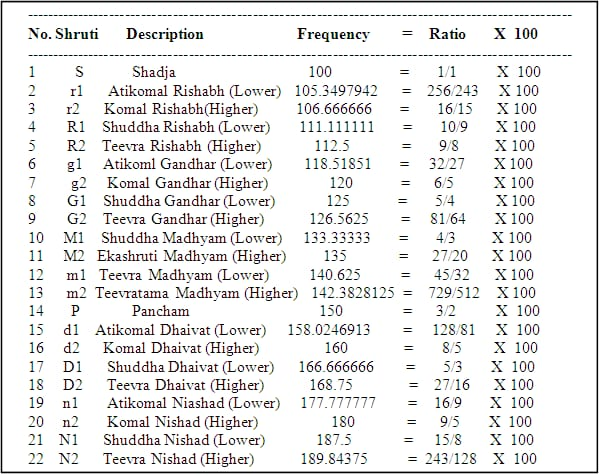 No. Shruti Description Frequency = Ratio X 100
1 S Shadja 100 = 1/1 X 100
2 r1 Atikomal Rishabh (Lower) 105.3497942 = 256/243 X 100
3 r2 Komal Rishabh(Higher) 106.666666 = 16/15 X 100
4 R1 Shuddha Rishabh (Lower) 111.111111 = 10/9 X 100
5 R2 Teevra Rishabh (Higher) 112.5 = 9/8 X 100
6 g1 Atikoml Gandhar (Lower) 118.51851 = 32/27 X 100
7 g2 Komal Gandhar (Higher) 120 = 6/5 X 100
8 G1 Shuddha Gandhar (Lower) 125 = 5/4 X 100
9 G2 Teevra Gandhar (Higher) 126.5625 = 81/64 X 100
10 M1 Shuddha Madhyam (Lower) 133.33333 = 4/3 X 100
11 M2 Ekashruti Madhyam (Higher) 135 = 27/20 X 100
12 m1 Teevra Madhyam (Lower) 140.625 = 45/32 X 100
13 m2 Teevratama Madhyam (Higher) 142.3828125 = 729/512 X 100
14 P Pancham 150 = 3/2 X 100
15 d1 Atikomal Dhaivat (Lower) 158.0246913 = 128/81 X 100
16 d2 Komal Dhaivat (Higher) 160 = 8/5 X 100
17 D1 Shuddha Dhaivat (Lower) 166.666666 = 5/3 X 100
18 D2 Teevra Dhaivat (Higher) 168.75 = 27/16 X 100
19 n1 Atikomal Niashad (Lower) 177.777777 = 16/9 X 100
20 n2 Komal Nishad (Higher) 180 = 9/5 X 100
21 N1 Shuddha Nishad (Lower) 187.5 = 15/8 X 100
22 N2 Teevra Nishad (Higher) 189.84375 = 243/128 X 100